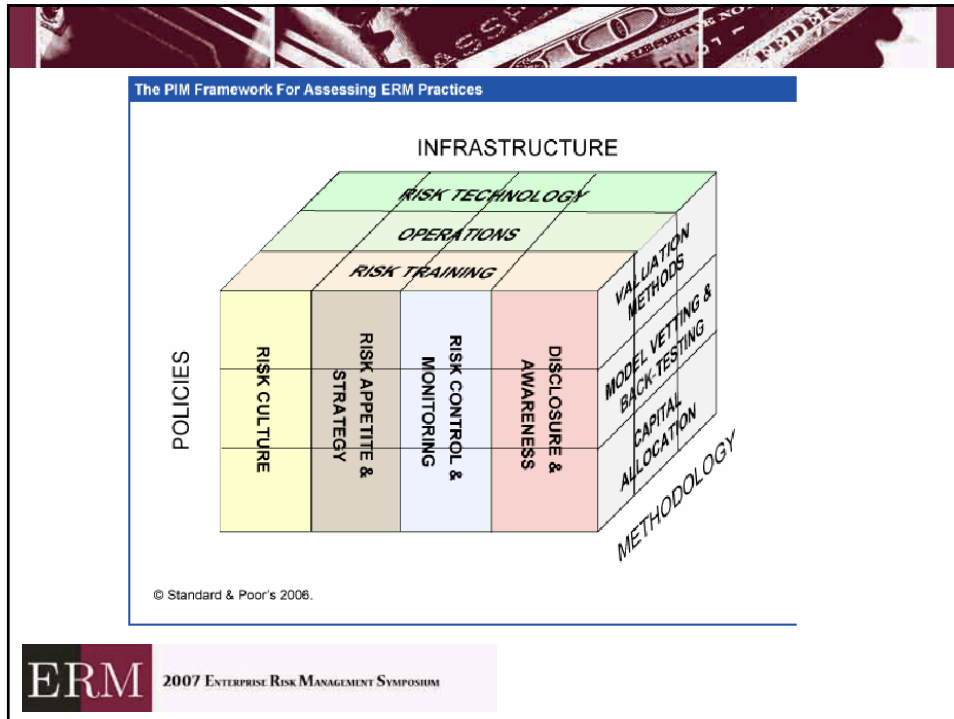 The PIM Framework For Assessing ERM Practices
INFRASTRUCTURE
RISK TECHNOLOGY
OPERATIONS
RISK TRAINING
POLICIES
RISK CULTURE
RISK APPETITE &
STRATEGY
RISK CONTROL &
MONITORING
DISCLOSURE &
AWARENESS
VALUATION
METHODS
MODEL VETTING &
BACK-TESTING
CAPITAL
ALLOCATION
METHODOLOGY
© Standard & Poor's 2006.
ERM
2007 ENTERPRISE RISK MANAGEMENT SYMPOSIUM